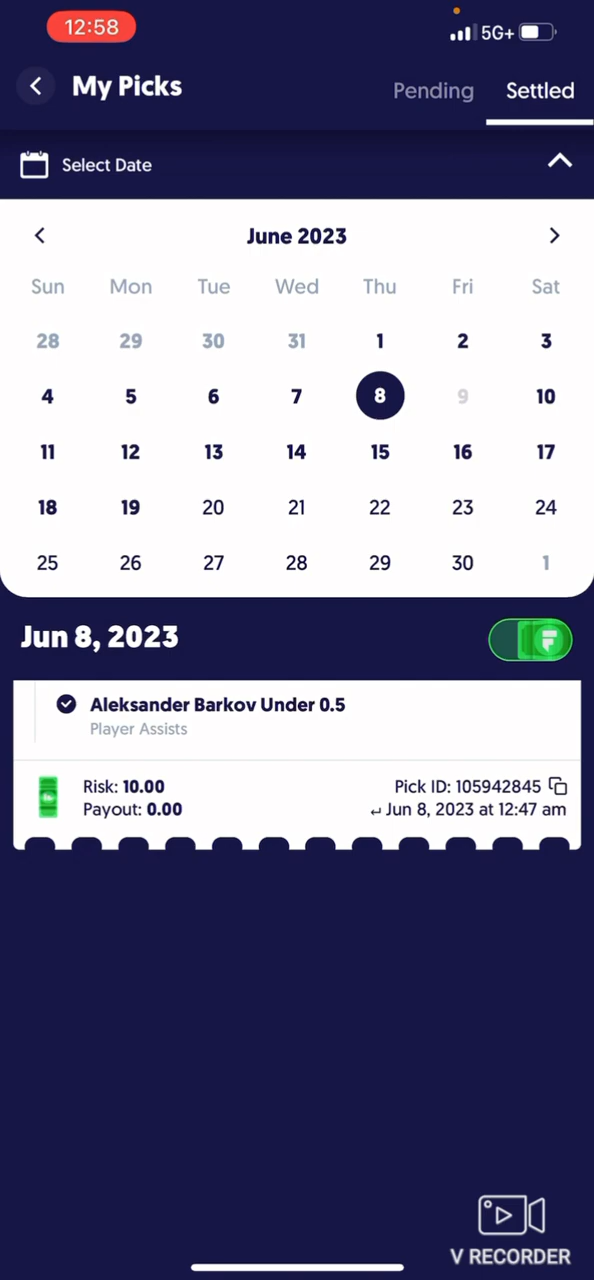 12:58
5G+
My Picks
Pending
Settled
Select Date
June 2023
Sun Mon Tue Wed Thu Fri Sat
28 29 30 31 1 2 3
4 5 6 7 8 9 10
11 12 13 14 15 16 17
18 19 20 21 22 23 24
25 26 27 28 29 30 1
Jun 8, 2023
Aleksander Barkov Under 0.5
Player Assists
Risk: 10.00
Payout: 0.00
Pick ID: 105942845
Jun 8, 2023 at 12:47 am
V RECORDER